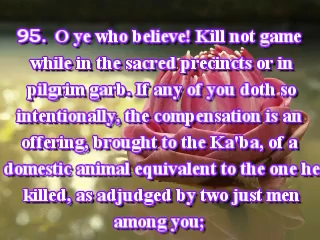 95. O ye who believe! Kill not game
while in the sacred precincts or in
pilgrim garb. If any of you doth so
intentionally, the compensation is an
offering, brought to the Ka'ba, of a
domestic animal equivalent to the one he
killed, as adjudged by two just men
among you;